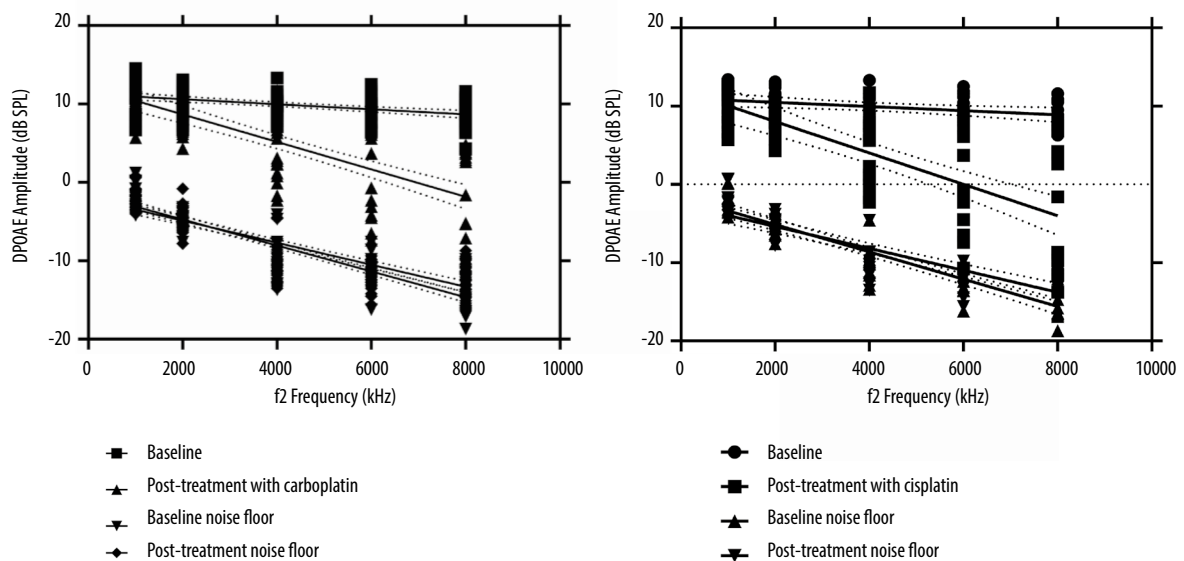 20
10
0
-10
-20
DPOAE Amplitude (dB SPL)
0 2000 4000 6000 8000 10000
f2 Frequency (kHz)
Baseline
Post-treatment with carboplatin
Baseline noise floor
Post-treatment noise floor
20
10
0
-10
-20
DPOAE Amplitude (dB SPL)
0 2000 4000 6000 8000 10000
f2 Frequency (kHz)
Baseline
Post-treatment with cisplatin
Baseline noise floor
Post-treatment noise floor